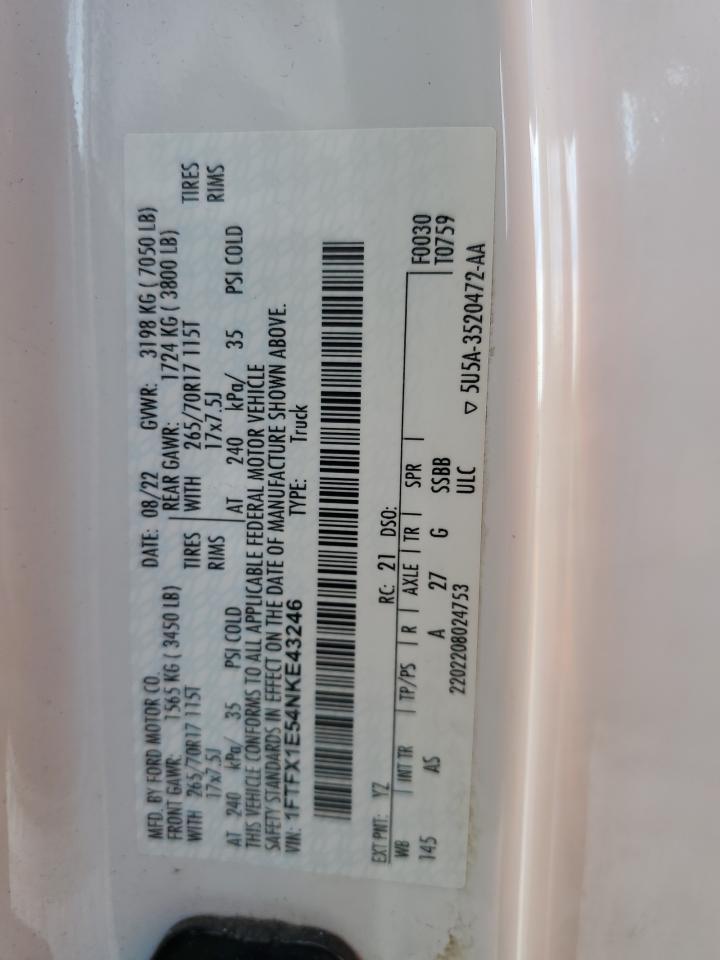 MFD. BY FORD MOTOR CO. DATE: 08/22 GVWR: 3198 KG ( 7050 LB)
FRONT GAWR: 1565 KG ( 3450 LB) REAR GAWR: 1724 KG ( 3800 LB)
WITH 265/70R17 115T TIRES WITH 265/70R17 115T TIRES
17x7.5J RIMS 17x7.5J RIMS
AT 240 kPa/ 35 PSI COLD AT 240 kPa/ 35 PSI COLD
THIS VEHICLE CONFORMS TO ALL APPLICABLE FEDERAL MOTOR VEHICLE
SAFETY STANDARDS IN EFFECT ON THE DATE OF MANUFACTURE SHOWN ABOVE.
VIN: 1FTFX1E54NKE43246 TYPE: Truck
EXT PNT: YZ RC: 21 DSO: F0030
WB INT TR TP/PS R AXLE TR SPR T0759
145 AS A 27 G SSBB
2202208024753 ULC ▽ 5U5A-3520472-AA